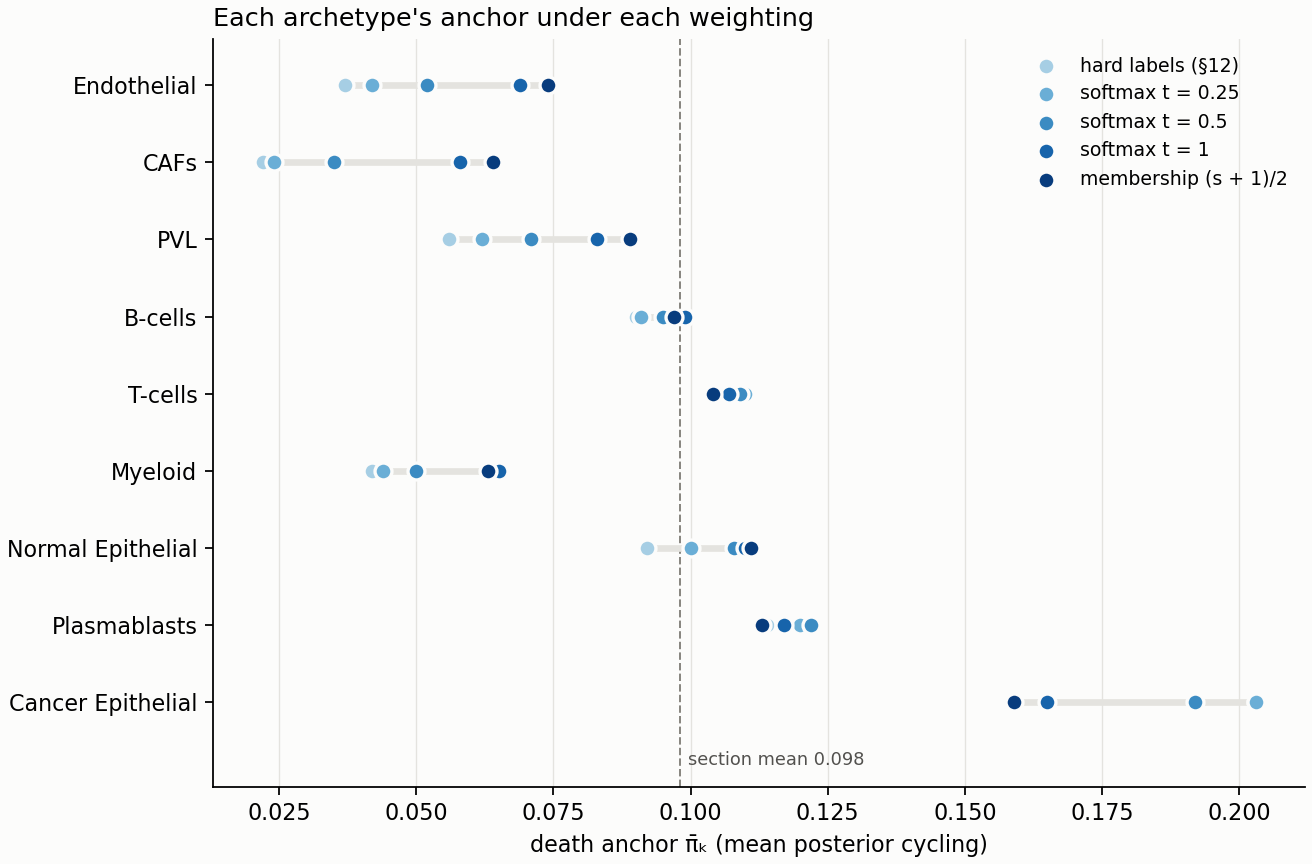 Each archetype's anchor under each weighting
Endothelial
CAFs
PVL
B-cells
T-cells
Myeloid
Normal Epithelial
Plasmablasts
Cancer Epithelial
hard labels (§12)
softmax t = 0.25
softmax t = 0.5
softmax t = 1
membership (s + 1)/2
section mean 0.098
0.025
0.050
0.075
0.100
0.125
0.150
0.175
0.200
death anchor π̄ₖ (mean posterior cycling)